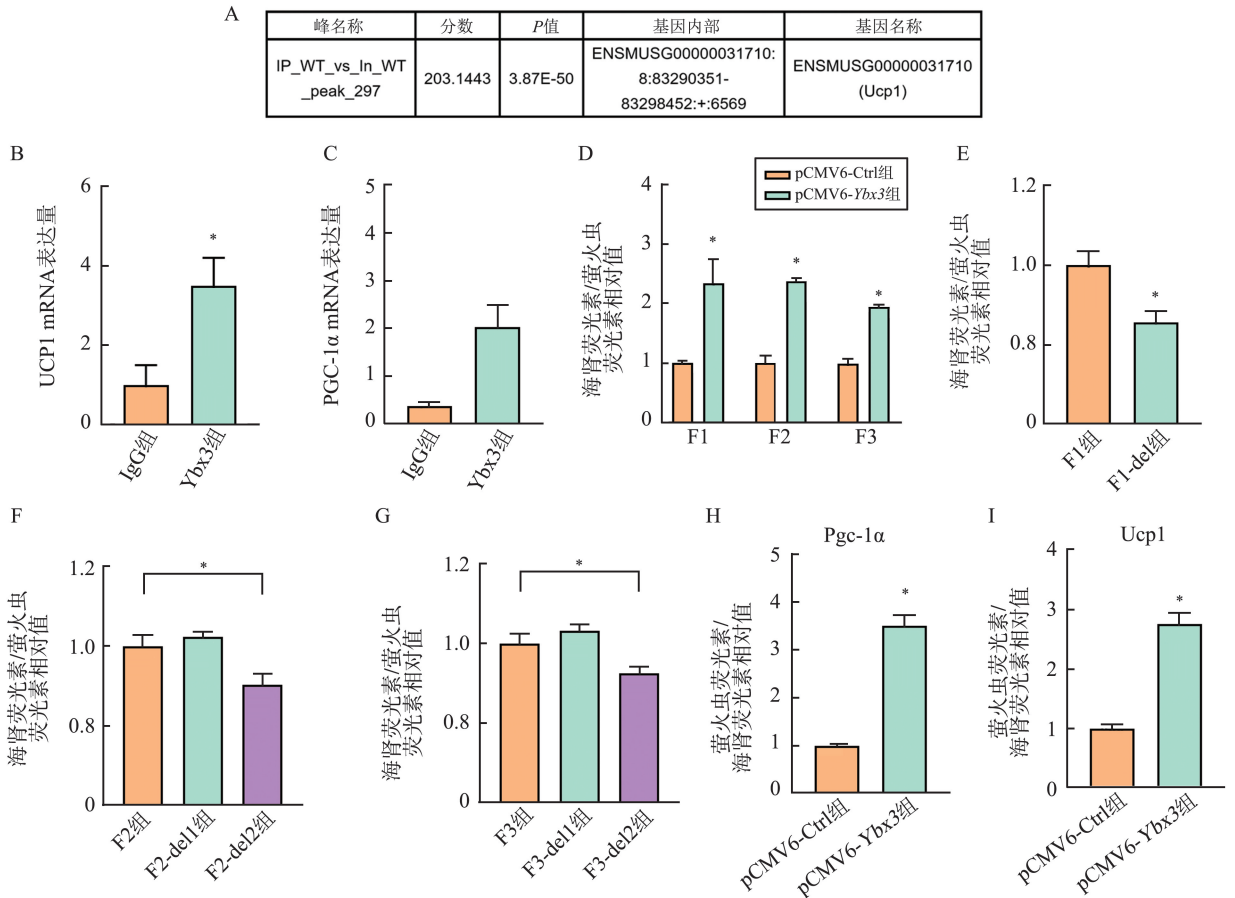 A
峰名称 分数 P值 基因内部 基因名称
IP_WT_vs_In_WT
_peak_297
203.1443
3.87E-50
ENSMUSG00000031710:
8:83290351-
83298452:+:6569
ENSMUSG00000031710
(Ucp1)
B
UCP1 mRNA表达量
6
4
2
0
*
IgG组
Ybx3组
C
PGC-1α mRNA表达量
5
4
3
2
1
0
IgG组
Ybx3组
D
pCMV6-Ctrl组
pCMV6-Ybx3组
海肾荧光素/萤火虫
荧光素相对值
4
3
2
1
0
*
*
*
F1
F2
F3
E
海肾荧光素/萤火虫
荧光素相对值
1.2
1.0
0.8
0
*
F1组
F1-del组
F
海肾荧光素/萤火虫
荧光素相对值
1.2
1.0
0.8
0
*
F2组
F2-del1组
F2-del2组
G
海肾荧光素/萤火虫
荧光素相对值
1.2
1.0
0.8
0
*
F3组
F3-del1组
F3-del2组
H
Pgc-1α
萤火虫荧光素/
海肾荧光素相对值
5
4
3
2
1
0
*
pCMV6-Ctrl组
pCMV6-Ybx3组
I
Ucp1
萤火虫荧光素/
海肾荧光素相对值
4
3
2
1
0
*
pCMV6-Ctrl组
pCMV6-Ybx3组